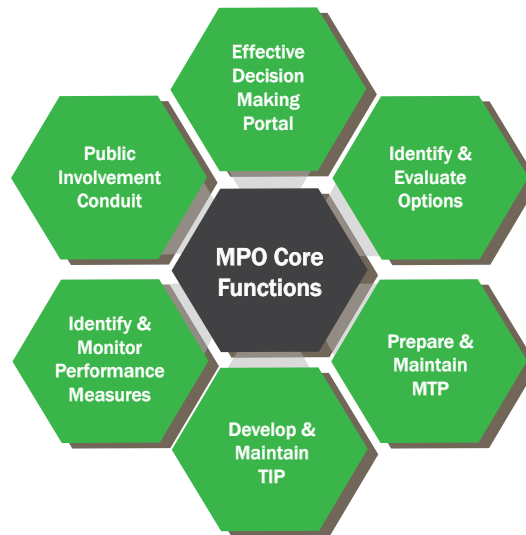 Effective
Decision
Making
Portal
Public
Involvement
Conduit
Identify &
Evaluate
Options
MPO Core
Functions
Identify &
Monitor
Performance
Measures
Prepare &
Maintain
MTP
Develop &
Maintain
TIP